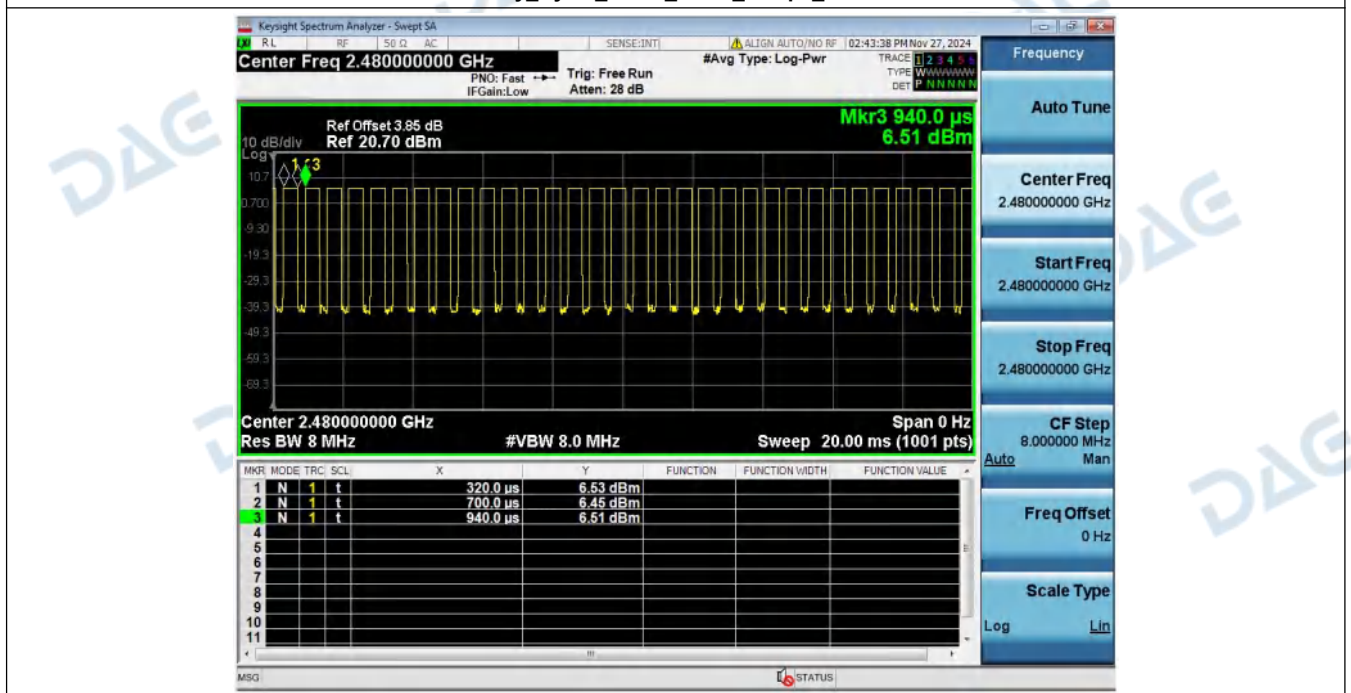 Keysight Spectrum Analyzer - Swept SA
RL RF 50 Ω AC SENSE:INT ALIGN AUTO/NO RF 02:43:38 PM Nov 27, 2024
Center Freq 2.480000000 GHz
#Avg Type: Log-Pwr
TRACE 1 2 3 4 5 6
PNO: Fast Trig: Free Run
TYPE WWWWWW
IFGain:Low Atten: 28 dB
DET P N N N N N
Frequency
Mkr3 940.0 µs
Ref Offset 3.85 dB
10 dB/div Ref 20.70 dBm
6.51 dBm
Log
1 3
10.7
0.700
-9.30
-19.3
-29.3
-39.3
-49.3
-59.3
-69.3
Center 2.480000000 GHz Span 0 Hz
Res BW 8 MHz #VBW 8.0 MHz Sweep 20.00 ms (1001 pts)
MKR MODE TRC SCL X Y FUNCTION FUNCTION WIDTH FUNCTION VALUE
1 N 1 t 320.0 µs 6.53 dBm
2 N 1 t 700.0 µs 6.45 dBm
3 N 1 t 940.0 µs 6.51 dBm
4
5
6
7
8
9
10
11
MSG STATUS
Auto Tune
Center Freq
2.480000000 GHz
Start Freq
2.480000000 GHz
Stop Freq
2.480000000 GHz
CF Step
8.000000 MHz
Auto Man
Freq Offset
0 Hz
Scale Type
Log Lin
DAG
DAG
DAG